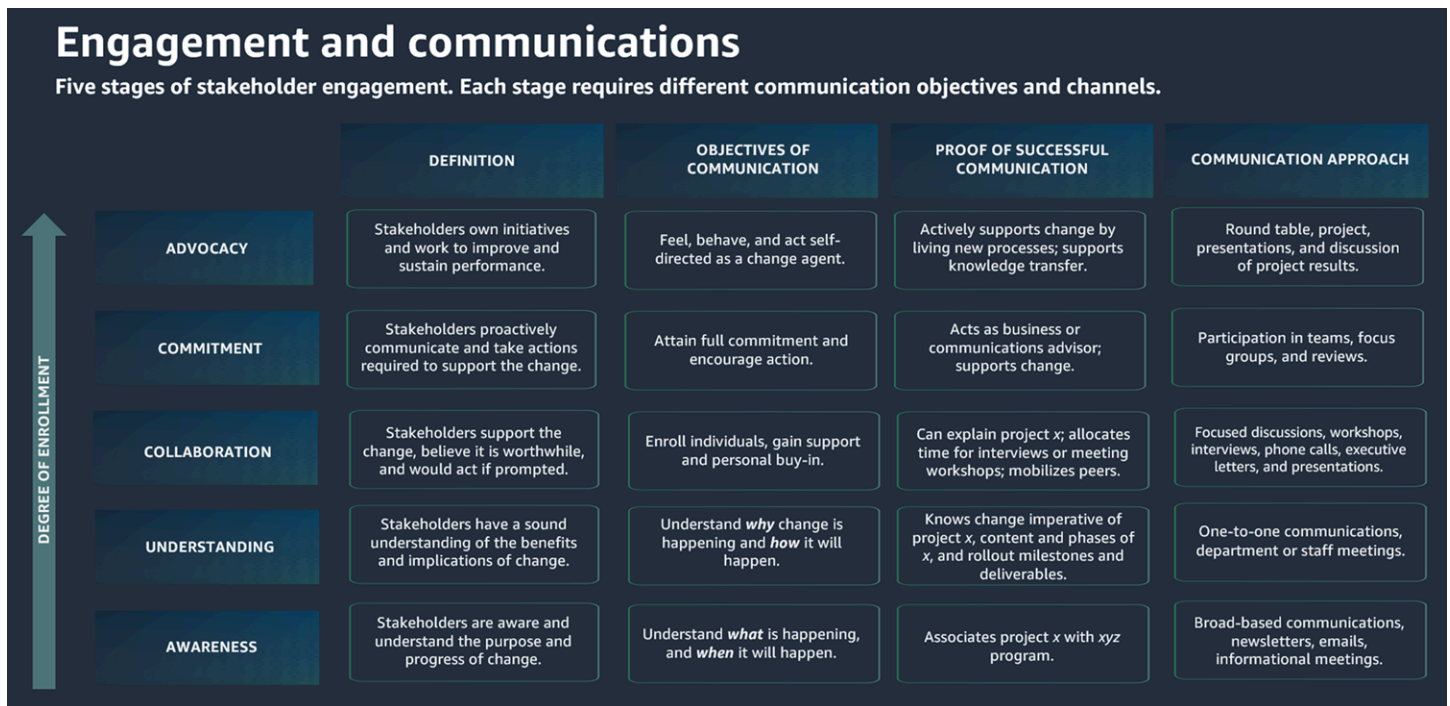 Engagement and communications
Five stages of stakeholder engagement. Each stage requires different communication objectives and channels.
DEFINITION
OBJECTIVES OF
COMMUNICATION
PROOF OF SUCCESSFUL
COMMUNICATION
COMMUNICATION APPROACH
DEGREE OF ENROLLMENT
ADVOCACY
Stakeholders own initiatives
and work to improve and
sustain performance.
Feel, behave, and act self-
directed as a change agent.
Actively supports change by
living new processes; supports
knowledge transfer.
Round table, project,
presentations, and discussion
of project results.
COMMITMENT
Stakeholders proactively
communicate and take actions
required to support the change.
Attain full commitment and
encourage action.
Acts as business or
communications advisor;
supports change.
Participation in teams, focus
groups, and reviews.
COLLABORATION
Stakeholders support the
change, believe it is worthwhile,
and would act if prompted.
Enroll individuals, gain support
and personal buy-in.
Can explain project x; allocates
time for interviews or meeting
workshops; mobilizes peers.
Focused discussions, workshops,
interviews, phone calls, executive
letters, and presentations.
UNDERSTANDING
Stakeholders have a sound
understanding of the benefits
and implications of change.
Understand why change is
happening and how it will
happen.
Knows change imperative of
project x, content and phases of
x, and rollout milestones and
deliverables.
One-to-one communications,
department or staff meetings.
AWARENESS
Stakeholders are aware and
understand the purpose and
progress of change.
Understand what is happening,
and when it will happen.
Associates project x with xyz
program.
Broad-based communications,
newsletters, emails,
informational meetings.